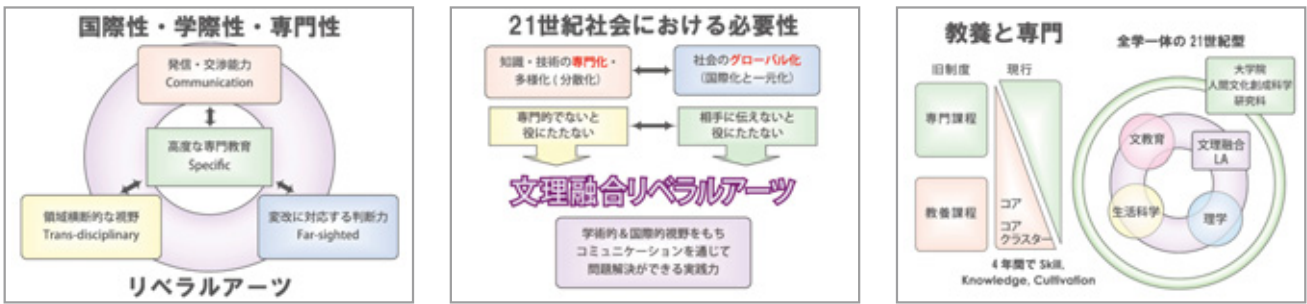 国際性・学際性・専門性
発信・交渉能力
Communication
高度な専門教育
Specific
領域横断的な視野
Trans-disciplinary
変改に対応する判断力
Far-sighted
リベラルアーツ
21世紀社会における必要性
知識・技術の専門化・
多様化(分散化)
社会のグローバル化
(国際化と一元化)
専門的でないと
役にたたない
相手に伝えないと
役にたたない
文理融合リベラルアーツ
学術的&国際的視野をもち
コミュニケーションを通じて
問題解決ができる実践力
教養と専門
全学一体の21世紀型
旧制度
現行
専門課程
教養課程
コア
コア
クラスター
4年間で Skill,
Knowledge, Cultivation
大学院
人間文化創成科学
研究科
文教育
文理融合
LA
生活科学
理学